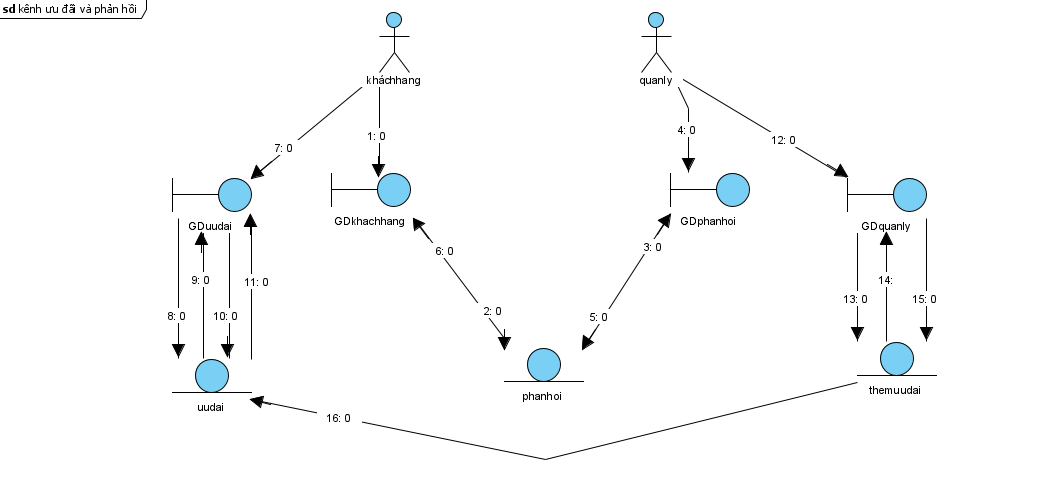 sd kênh ưu đãi và phản hồi
kháchhang
quanly
7: 0
1: 0
4: 0
12: 0
GDuudai
GDkhachhang
GDphanhoi
GDquanly
6: 0
3: 0
9: 0
11: 0
14:
8: 0
10: 0
2: 0
5: 0
13: 0
15: 0
uudai
phanhoi
themuudai
16: 0